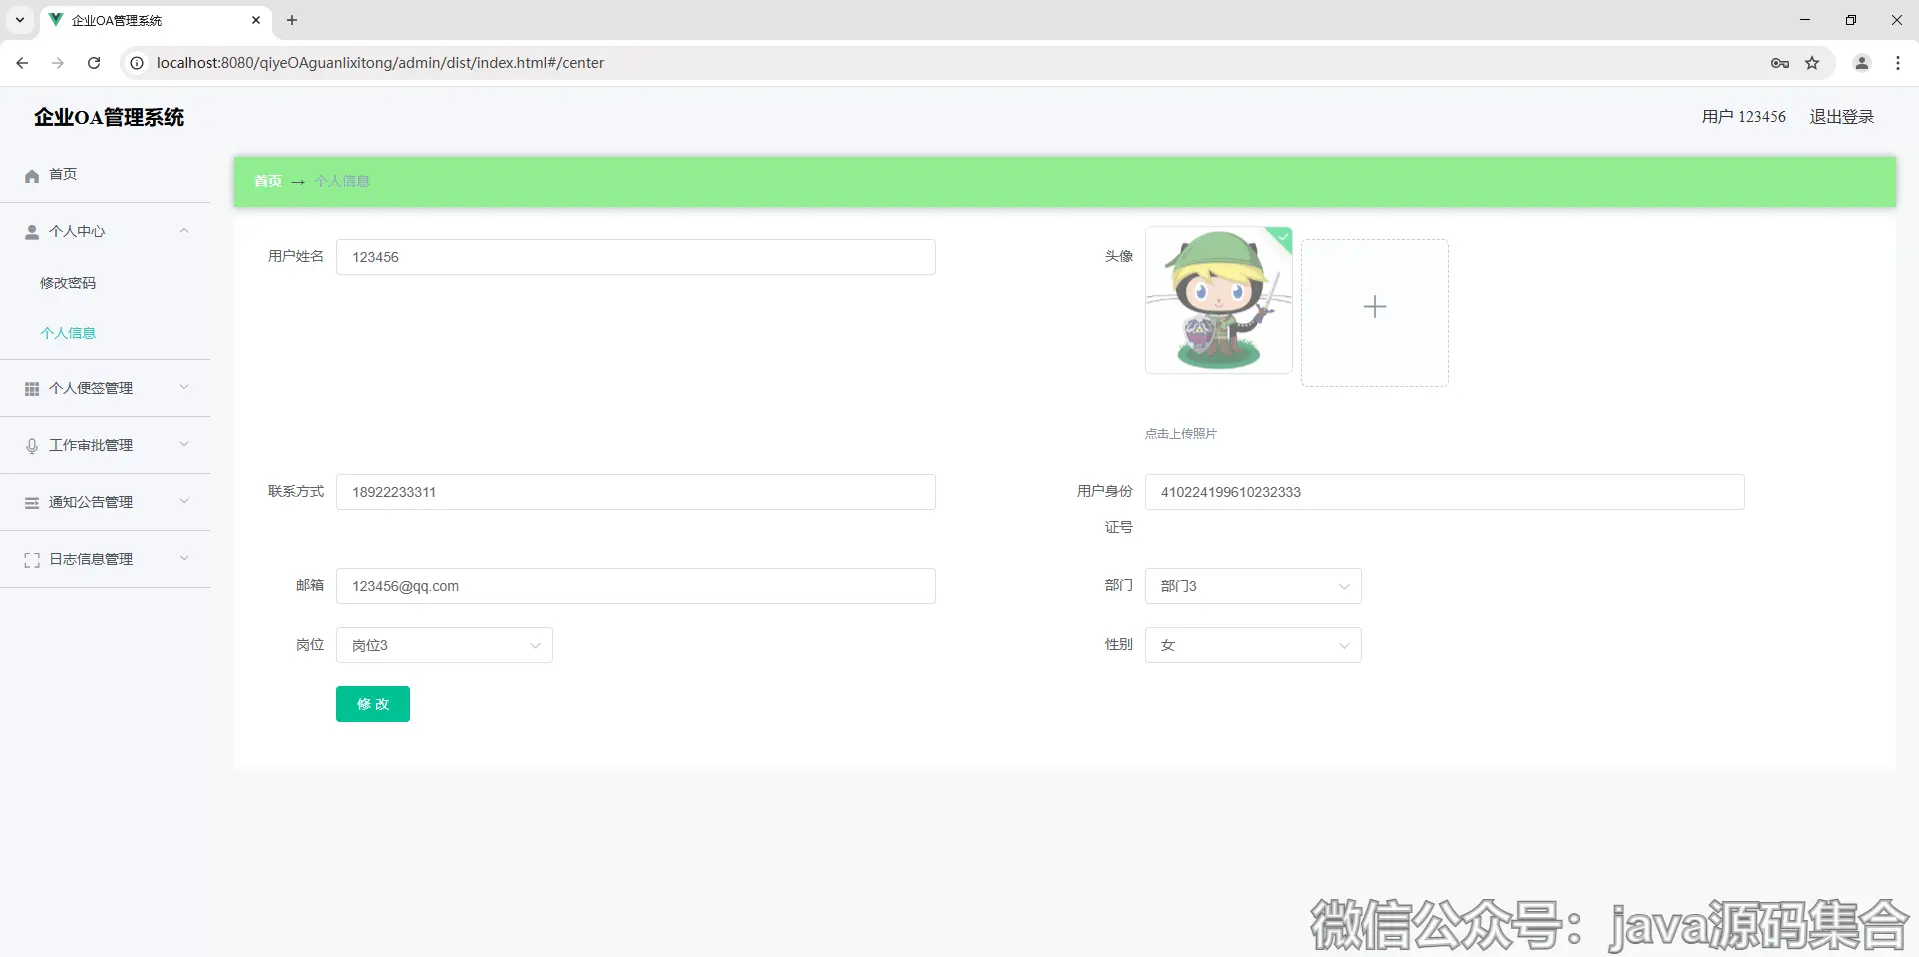 企业OA管理系统
localhost:8080/qiyeOAguanlixitong/admin/dist/index.html#/center
企业OA管理系统
用户 123456
退出登录
首页
个人中心
修改密码
个人信息
个人便签管理
工作审批管理
通知公告管理
日志信息管理
首页 → 个人信息
用户姓名 123456
头像
点击上传照片
联系方式 18922233311
用户身份 410224199610232333
证号
邮箱 123456@qq.com
部门 部门3
岗位 岗位3
性别 女
修 改
微信公众号：java源码集合